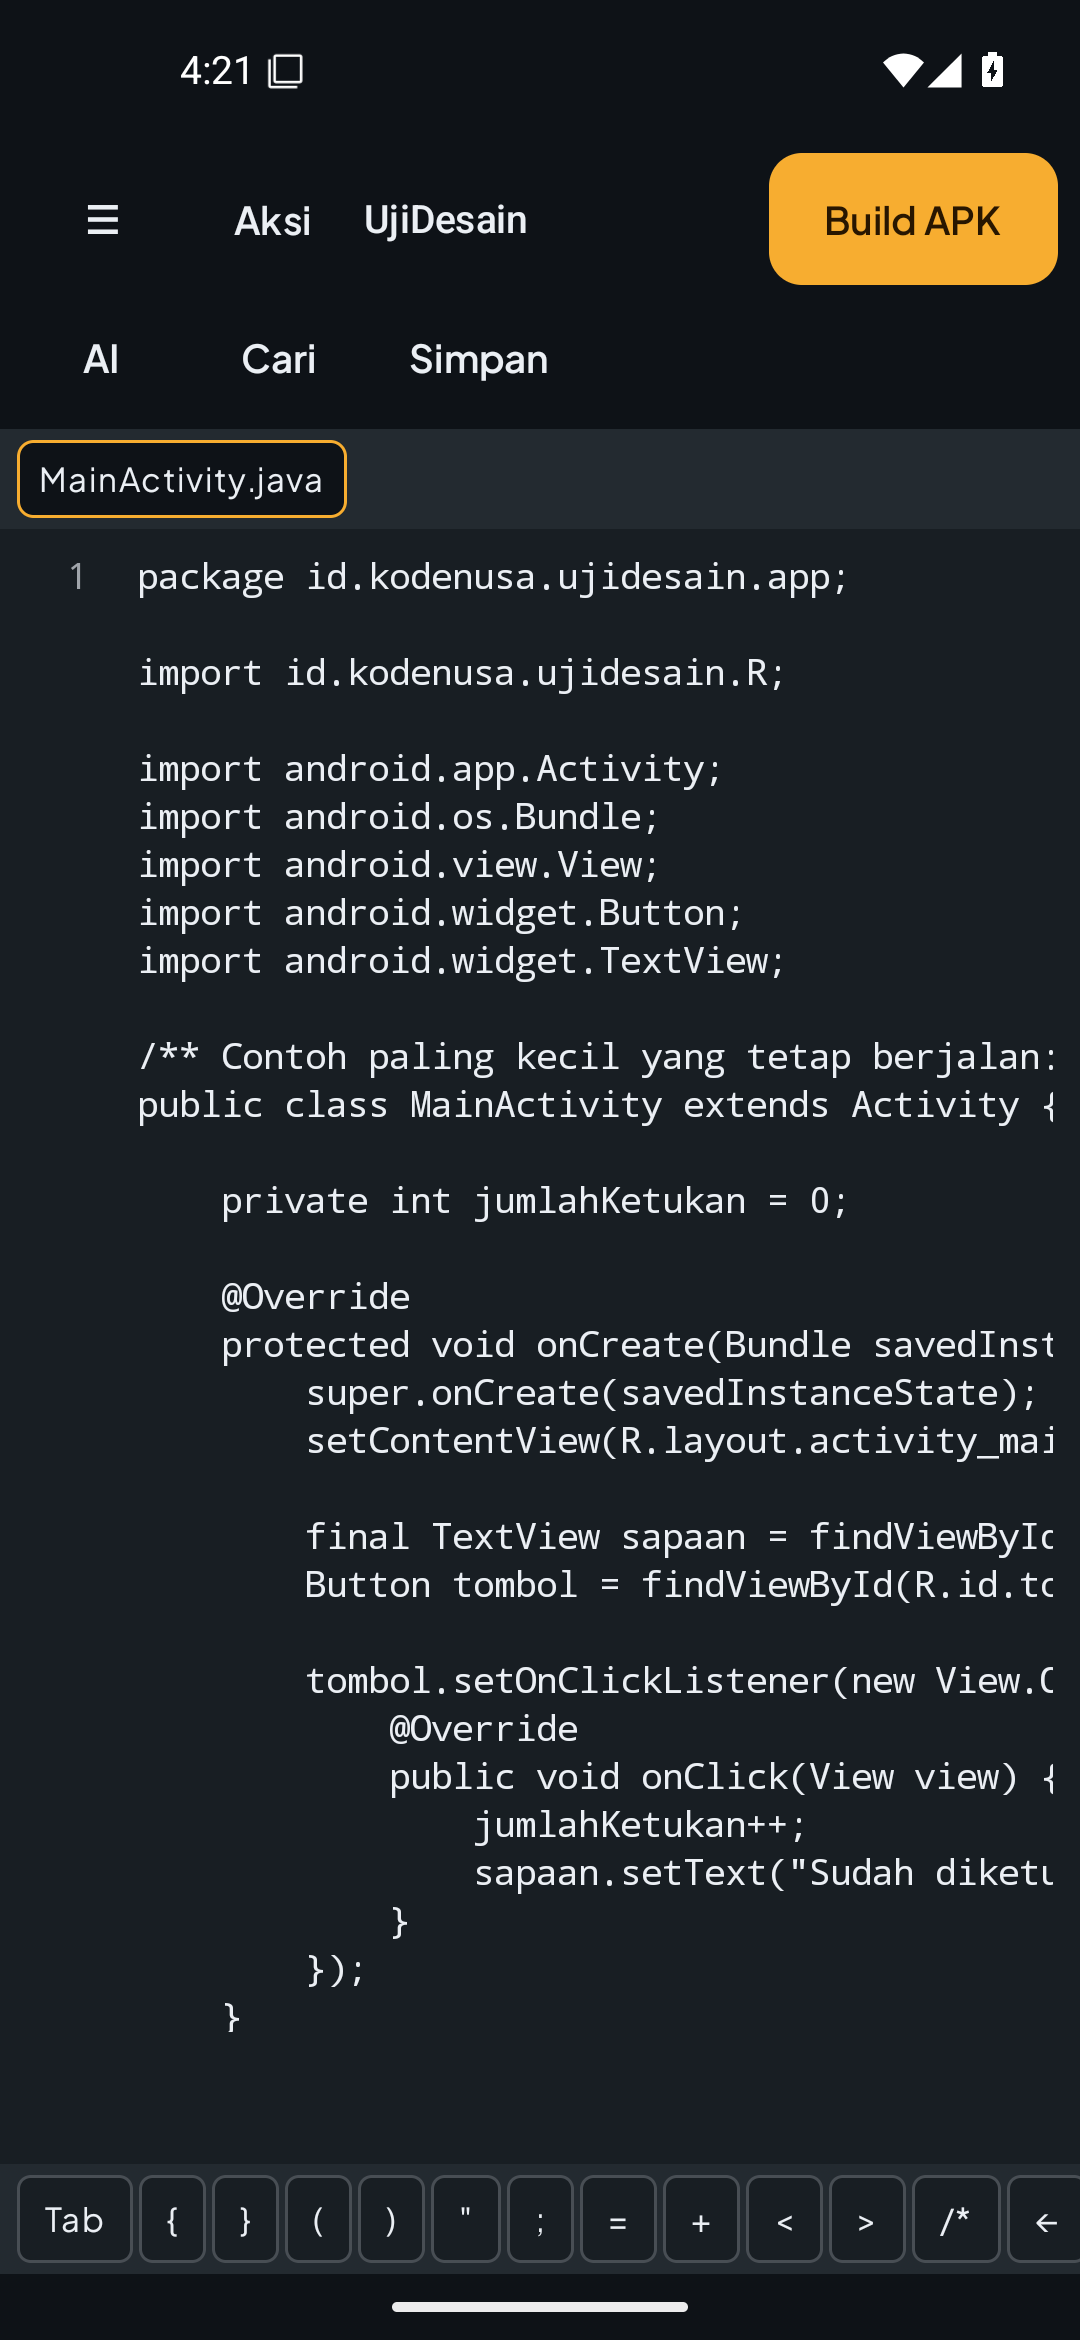 4:21
☰ Aksi UjiDesain Build APK
AI Cari Simpan
MainActivity.java
1 package id.kodenusa.ujidesain.app;
import id.kodenusa.ujidesain.R;
import android.app.Activity;
import android.os.Bundle;
import android.view.View;
import android.widget.Button;
import android.widget.TextView;
/** Contoh paling kecil yang tetap berjalan:
public class MainActivity extends Activity {
private int jumlahKetukan = 0;
@Override
protected void onCreate(Bundle savedInst
super.onCreate(savedInstanceState);
setContentView(R.layout.activity_mai
final TextView sapaan = findViewById
Button tombol = findViewById(R.id.to
tombol.setOnClickListener(new View.O
@Override
public void onClick(View view) {
jumlahKetukan++;
sapaan.setText("Sudah diketu
}
});
}
Tab { } ( ) " ; = + < > /* ←